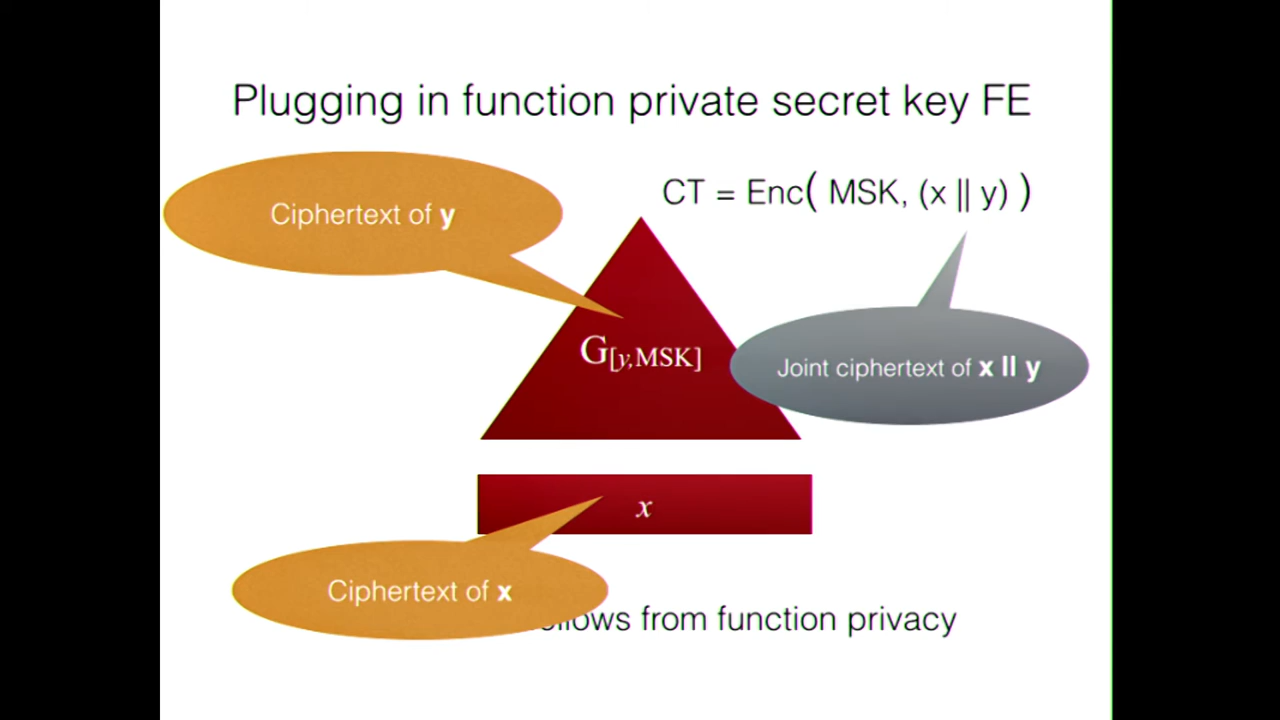 Plugging in function private secret key FE
CT = Enc( MSK, (x || y) )
Ciphertext of y
G[y,MSK]
Joint ciphertext of x || y
x
Ciphertext of x
from function privacy